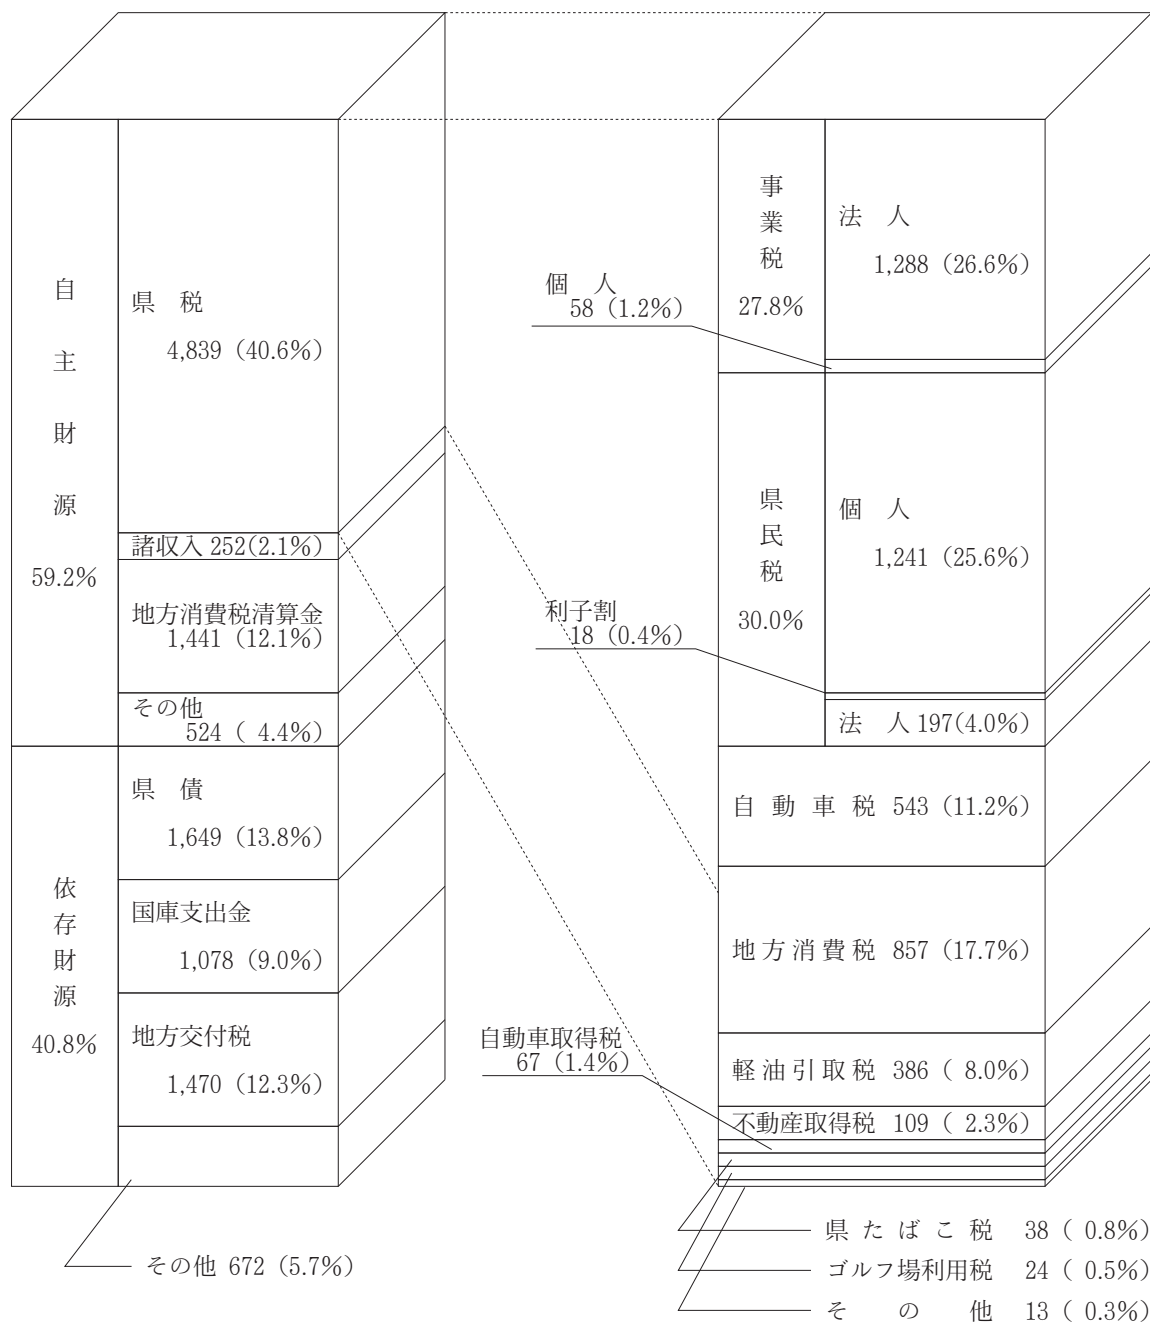 自主財源
59.2%
県 税
4,839 (40.6%)
諸収入 252(2.1%)
地方消費税清算金
1,441 (12.1%)
その他
524 ( 4.4%)
依存財源
40.8%
県 債
1,649 (13.8%)
国庫支出金
1,078 (9.0%)
地方交付税
1,470 (12.3%)
その他 672 (5.7%)
事業税
27.8%
法 人
1,288 (26.6%)
個 人
58 (1.2%)
県民税
30.0%
個 人
1,241 (25.6%)
利子割
18 (0.4%)
法 人 197(4.0%)
自 動 車 税 543 (11.2%)
地方消費税 857 (17.7%)
軽油引取税 386 ( 8.0%)
不動産取得税 109 ( 2.3%)
自動車取得税
67 (1.4%)
県たばこ税 38 ( 0.8%)
ゴルフ場利用税 24 ( 0.5%)
そ の 他 13 ( 0.3%)